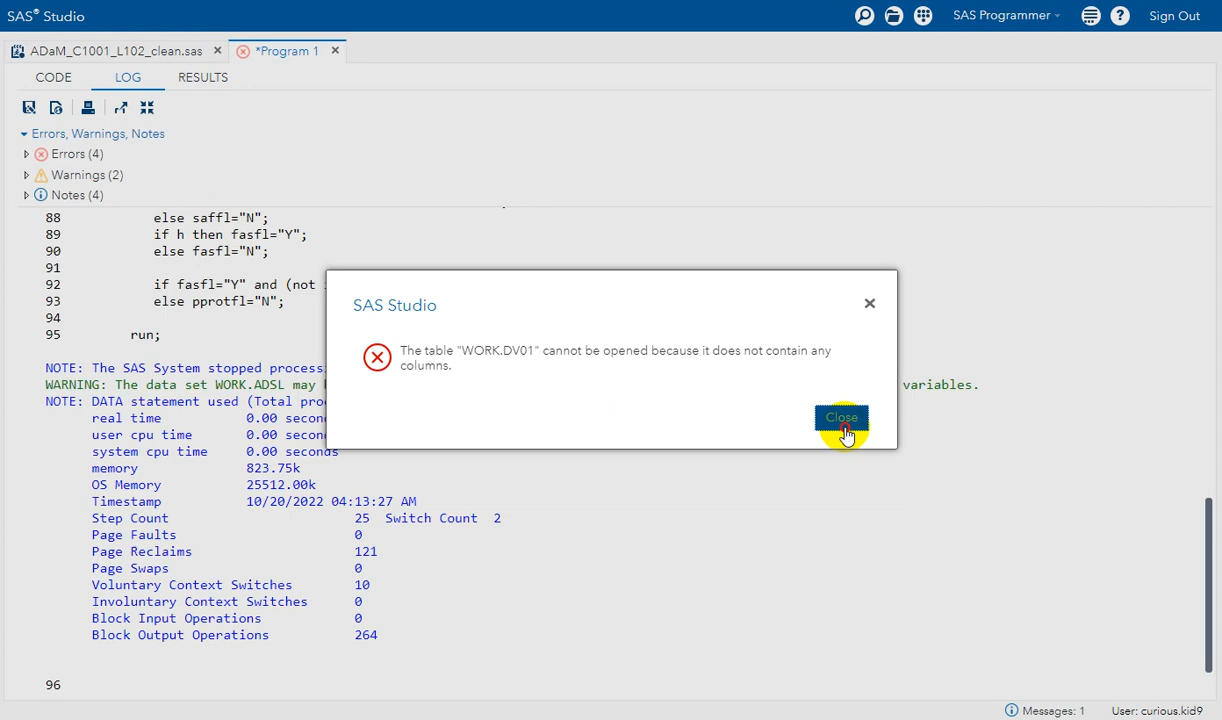 SAS® Studio
SAS Programmer
Sign Out
ADaM_C1001_L102_clean.sas
*Program 1
CODE LOG RESULTS
Errors, Warnings, Notes
Errors (4)
Warnings (2)
Notes (4)
88 else saffl="N";
89 if h then fasfl="Y";
90 else fasfl="N";
91
92 if fasfl="Y" and (not
93 else pprotfl="N";
94
95 run;
NOTE: The SAS System stopped
WARNING: The data set WORK.ADSL may variables.
NOTE: DATA statement used (Total
real time 0.00
user cpu time 0.00
system cpu time 0.00 seconds
memory 823.75k
OS Memory 25512.00k
Timestamp 10/20/2022 04:13:27 AM
Step Count 25 Switch Count 2
Page Faults 0
Page Reclaims 121
Page Swaps 0
Voluntary Context Switches 10
Involuntary Context Switches 0
Block Input Operations 0
Block Output Operations 264
96
SAS Studio
The table "WORK.DV01" cannot be opened because it does not contain any
columns.
Close
Messages: 1
User: curious.kid9